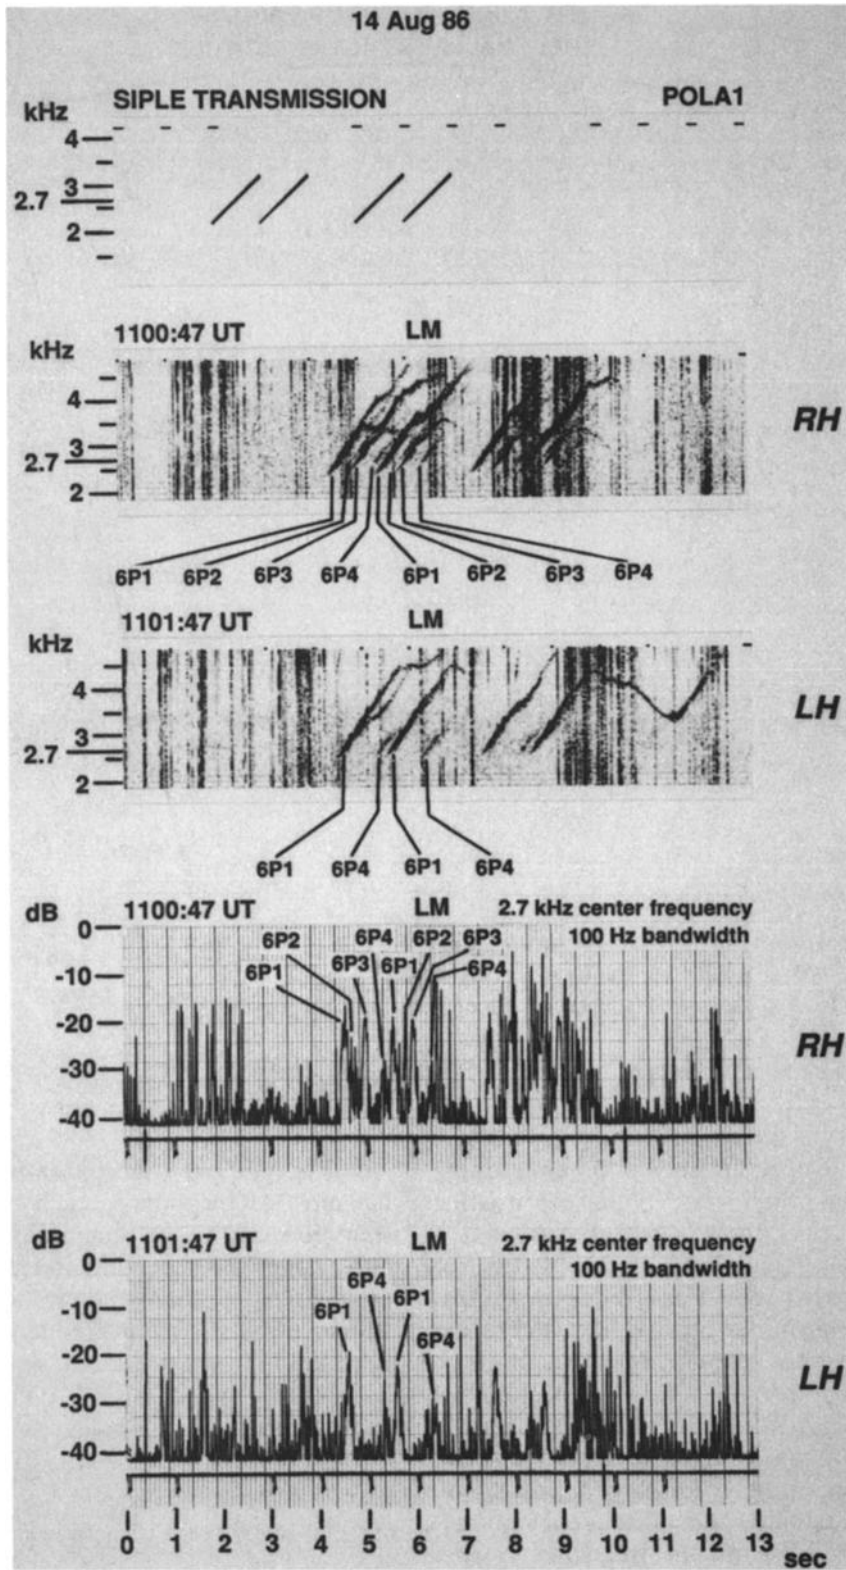 14 Aug 86
SIPLE TRANSMISSION POLA1
kHz
4
3
2.7
2
1100:47 UT LM
kHz
4
3
2.7
2
RH
6P1 6P2 6P3 6P4 6P1 6P2 6P3 6P4
1101:47 UT LM
kHz
4
3
2.7
2
LH
6P1 6P4 6P1 6P4
dB
1100:47 UT LM 2.7 kHz center frequency
100 Hz bandwidth
0
-10
-20
-30
-40
6P2 6P4 6P2 6P3
6P1 6P3 6P1 6P4
RH
dB
1101:47 UT LM 2.7 kHz center frequency
100 Hz bandwidth
0
-10
-20
-30
-40
6P4
6P1 6P1
6P4
LH
0 1 2 3 4 5 6 7 8 9 10 11 12 13
sec